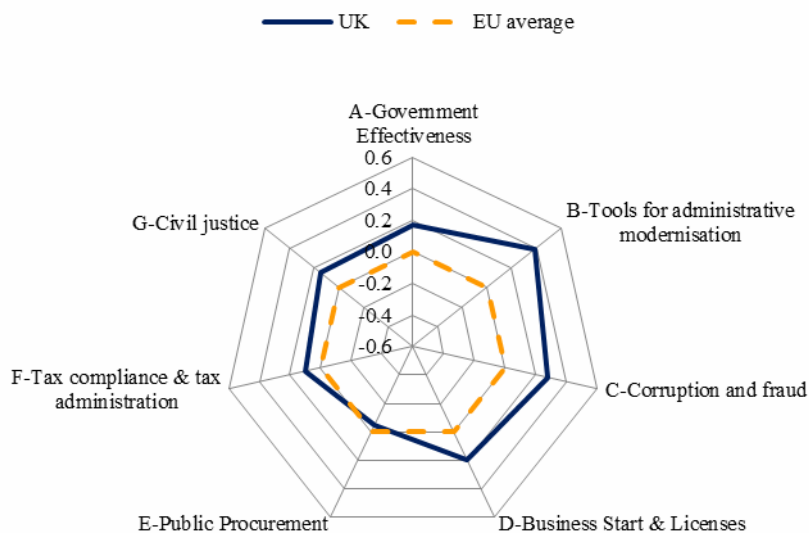 UK EU average
A-Government
Effectiveness
0.6
0.4
0.2
0.0
-0.2
-0.4
-0.6
G-Civil justice
B-Tools for administrative
modernisation
F-Tax compliance & tax
administration
C-Corruption and fraud
E-Public Procurement
D-Business Start & Licenses